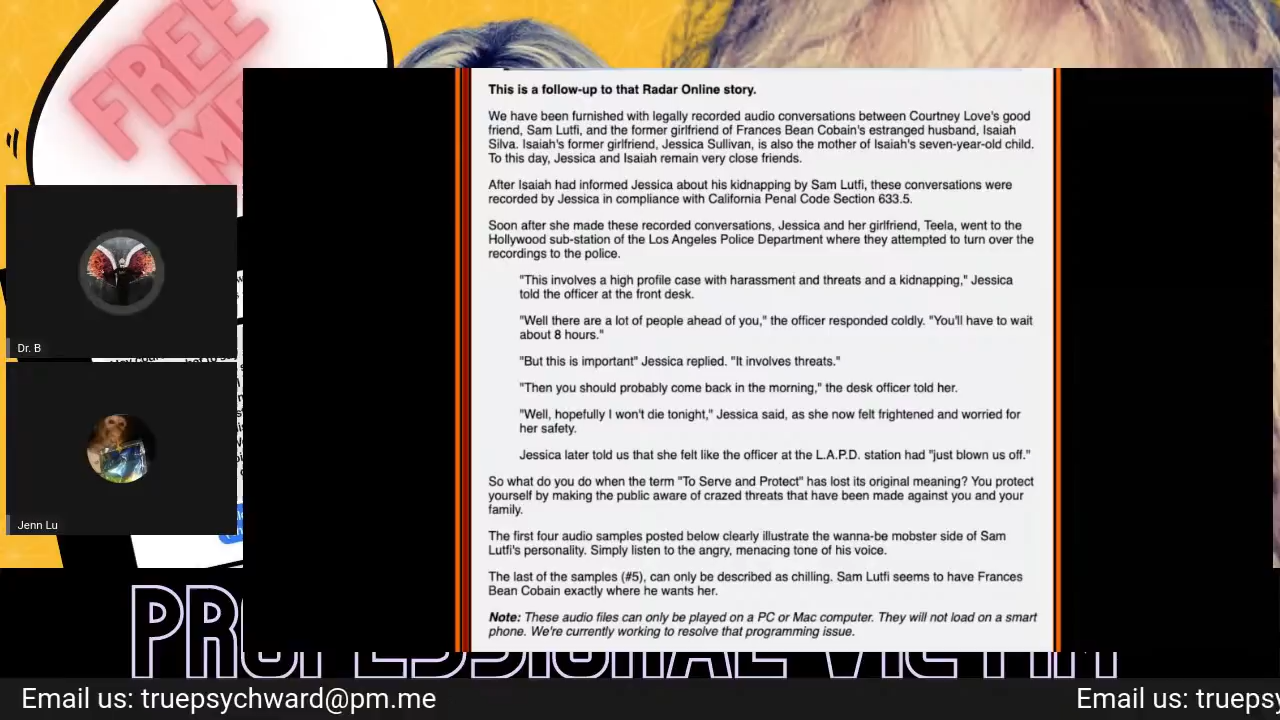 FREE
This is a follow-up to that Radar Online story.
We have been furnished with legally recorded audio conversations between Courtney Love's good
friend, Sam Lutfi, and the former girlfriend of Frances Bean Cobain's estranged husband, Isaiah
Silva. Isaiah's former girlfriend, Jessica Sullivan, is also the mother of Isaiah's seven-year-old child.
To this day, Jessica and Isaiah remain very close friends.
After Isaiah had informed Jessica about his kidnapping by Sam Lutfi, these conversations were
recorded by Jessica in compliance with California Penal Code Section 633.5.
Soon after she made these recorded conversations, Jessica and her girlfriend, Teela, went to the
Hollywood sub-station of the Los Angeles Police Department where they attempted to turn over the
recordings to the police.
"This involves a high profile case with harassment and threats and a kidnapping," Jessica
told the officer at the front desk.
"Well there are a lot of people ahead of you," the officer responded coldly. "You'll have to wait
about 8 hours."
"But this is important" Jessica replied. "It involves threats."
"Then you should probably come back in the morning," the desk officer told her.
"Well, hopefully I won't die tonight," Jessica said, as she now felt frightened and worried for
her safety.
Jessica later told us that she felt like the officer at the L.A.P.D. station had "just blown us off."
So what do you do when the term "To Serve and Protect" has lost its original meaning? You protect
yourself by making the public aware of crazed threats that have been made against you and your
family.
The first four audio samples posted below clearly illustrate the wanna-be mobster side of Sam
Lutfi's personality. Simply listen to the angry, menacing tone of his voice.
The last of the samples (#5), can only be described as chilling. Sam Lutfi seems to have Frances
Bean Cobain exactly where he wants her.
Note: These audio files can only be played on a PC or Mac computer. They will not load on a smart
phone. We're currently working to resolve that programming issue.
Dr. B
Jenn Lu
PROFESSIONAL VICTIM
Email us: truepsychward@pm.me
Email us: truepsy